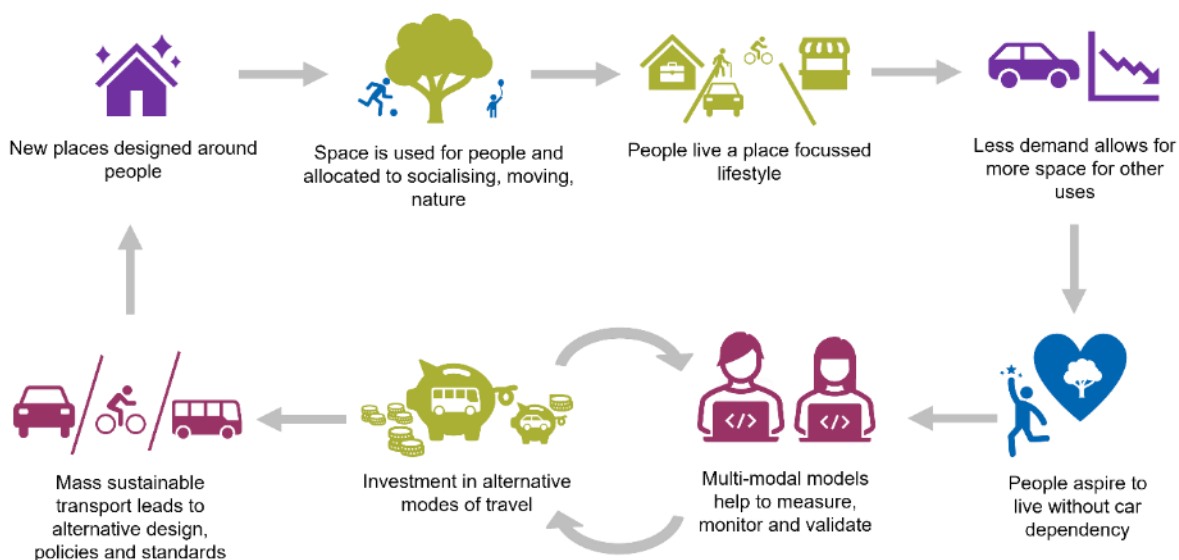 New places designed around
people
Space is used for people and
allocated to socialising, moving,
nature
People live a place focussed
lifestyle
Less demand allows for
more space for other
uses
Mass sustainable
transport leads to
alternative design,
policies and standards
Investment in alternative
modes of travel
</>
</>
Multi-modal models
help to measure,
monitor and validate
People aspire to
live without car
dependency